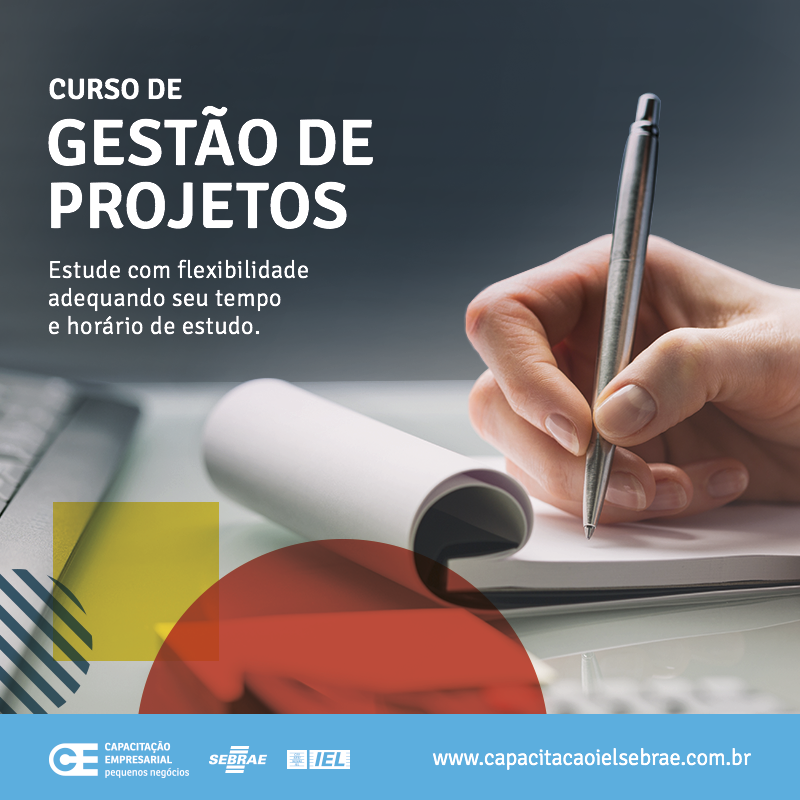 CURSO DE
GESTÃO DE
PROJETOS
Estude com flexibilidade
adequando seu tempo
e horário de estudo.
CE
CAPACITAÇÃO
EMPRESARIAL
pequenos negócios
SEBRAE
IEL
www.capacitacaoielsebrae.com.br